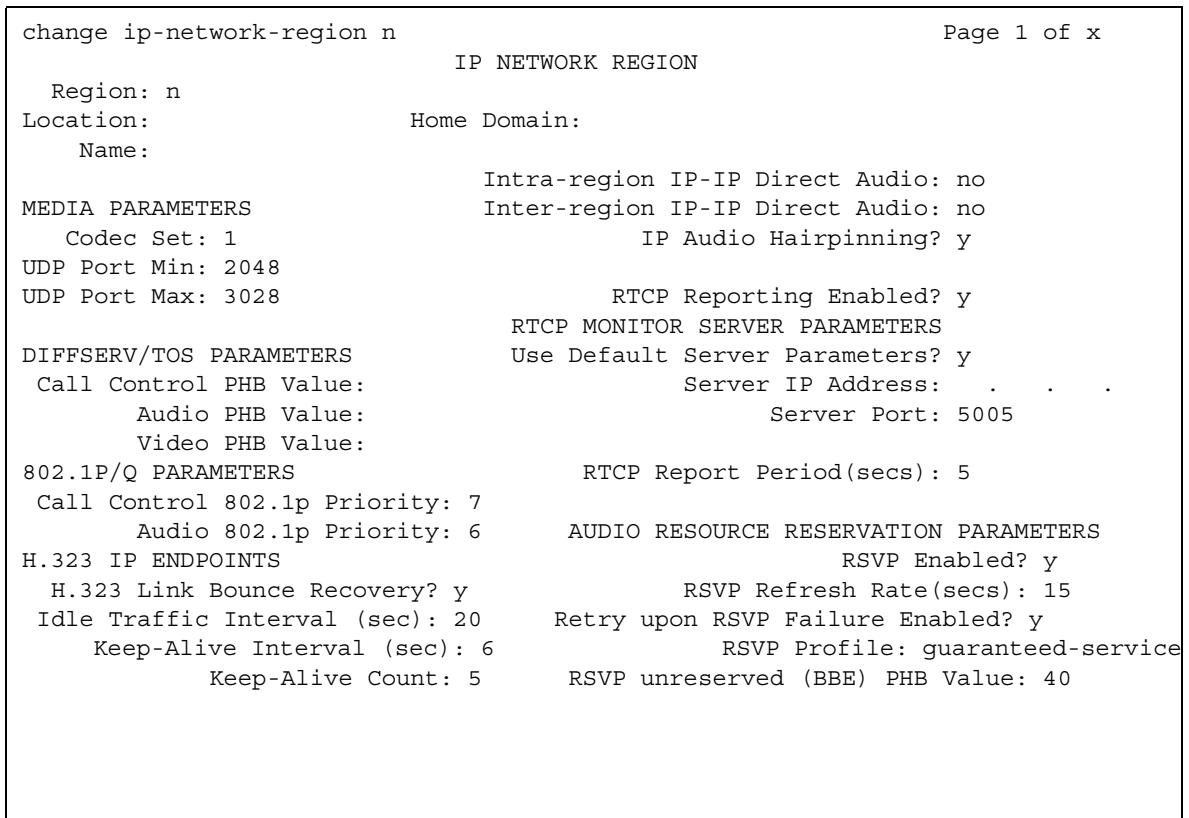 change ip-network-region n Page 1 of x
IP NETWORK REGION
Region: n
Location: Home Domain:
Name:
Intra-region IP-IP Direct Audio: no
MEDIA PARAMETERS Inter-region IP-IP Direct Audio: no
Codec Set: 1 IP Audio Hairpinning? y
UDP Port Min: 2048
UDP Port Max: 3028 RTCP Reporting Enabled? y
RTCP MONITOR SERVER PARAMETERS
DIFFSERV/TOS PARAMETERS Use Default Server Parameters? y
Call Control PHB Value: Server IP Address: . . .
Audio PHB Value: Server Port: 5005
Video PHB Value:
802.1P/Q PARAMETERS RTCP Report Period(secs): 5
Call Control 802.1p Priority: 7
Audio 802.1p Priority: 6 AUDIO RESOURCE RESERVATION PARAMETERS
H.323 IP ENDPOINTS RSVP Enabled? y
H.323 Link Bounce Recovery? y RSVP Refresh Rate(secs): 15
Idle Traffic Interval (sec): 20 Retry upon RSVP Failure Enabled? y
Keep-Alive Interval (sec): 6 RSVP Profile: guaranteed-service
Keep-Alive Count: 5 RSVP unreserved (BBE) PHB Value: 40